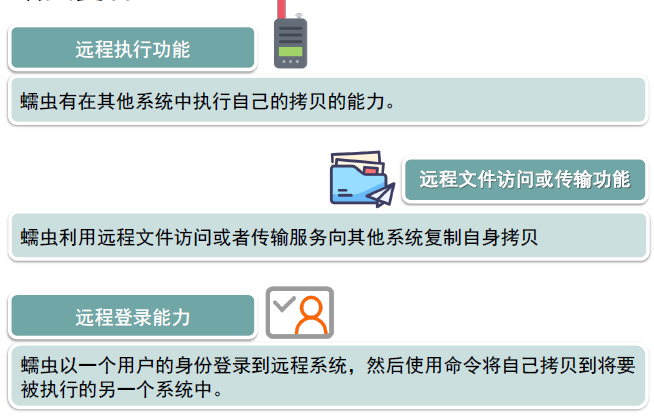 远程执行功能
蠕虫有在其他系统中执行自己的拷贝的能力。
远程文件访问或传输功能
蠕虫利用远程文件访问或者传输服务向其他系统复制自身拷贝
远程登录能力
蠕虫以一个用户的身份登录到远程系统，然后使用命令将自己拷贝到将要
被执行的另一个系统中。